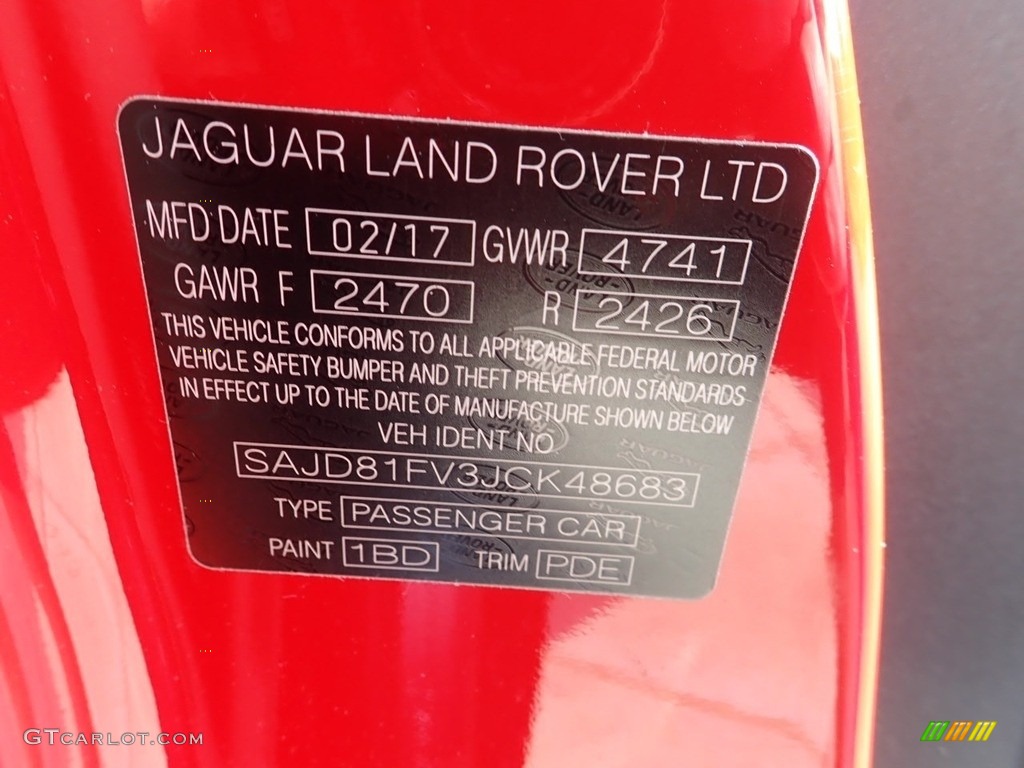 JAGUAR LAND ROVER LTD
MFD DATE 02/17 GVWR 4741
GAWR F 2470 R 2426
THIS VEHICLE CONFORMS TO ALL APPLICABLE FEDERAL MOTOR
VEHICLE SAFETY BUMPER AND THEFT PREVENTION STANDARDS
IN EFFECT UP TO THE DATE OF MANUFACTURE SHOWN BELOW
VEH IDENT NO
SAJD81FV3JCK48683
TYPE PASSENGER CAR
PAINT 1BD TRIM PDE
GTCARLOT.COM